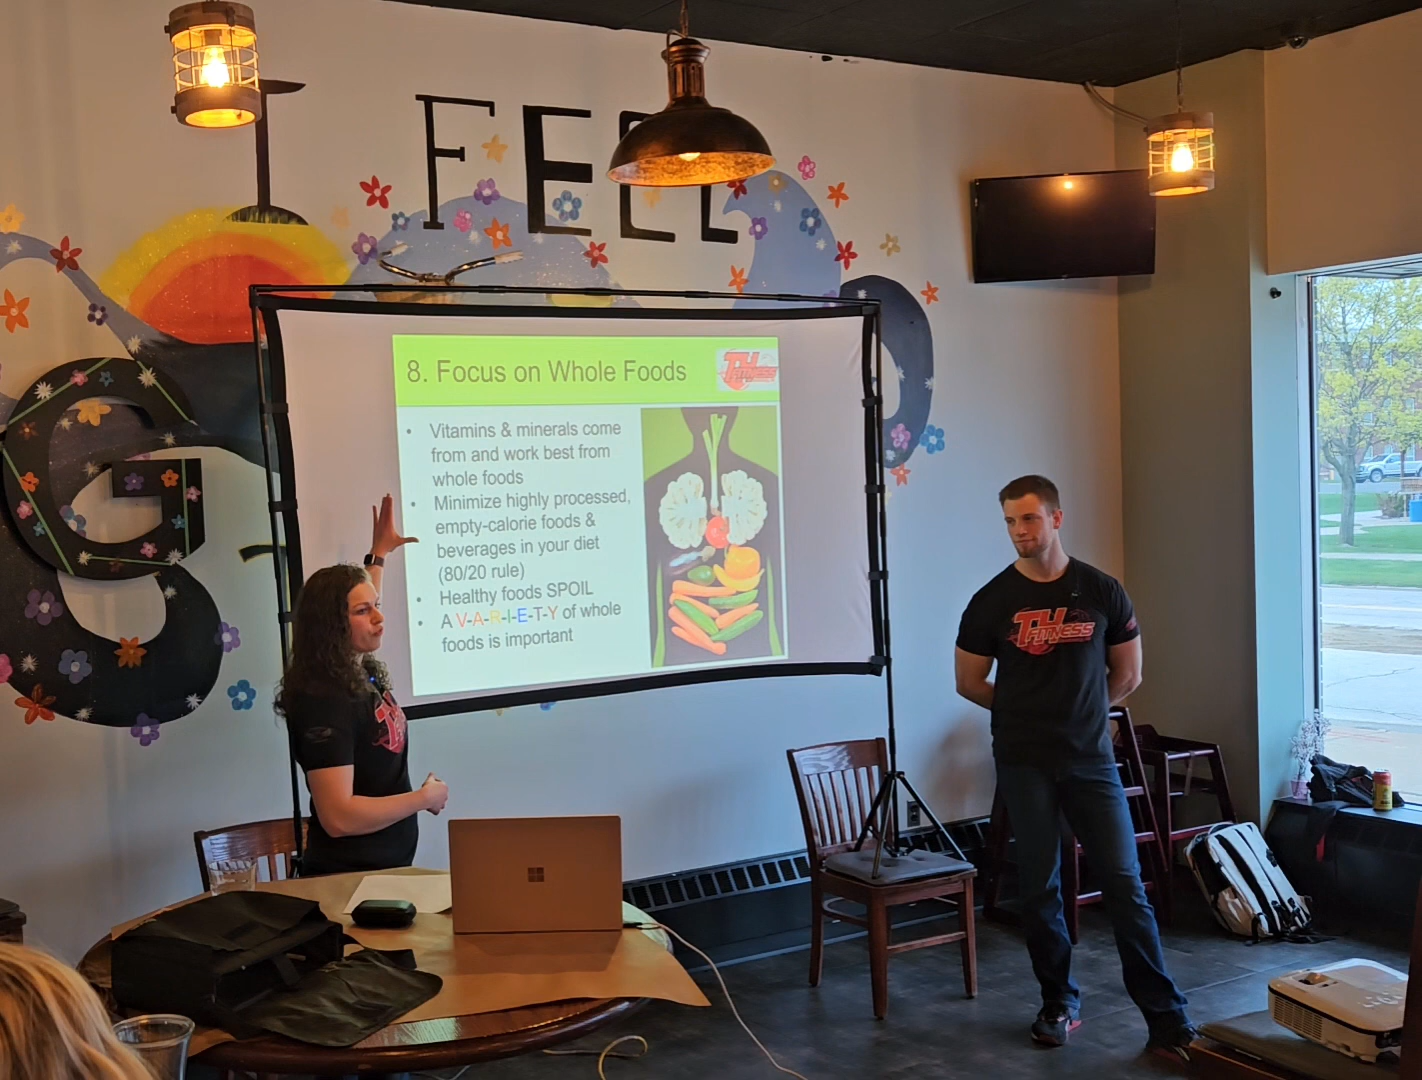 FEEL
G
8. Focus on Whole Foods
TH
FITNESS
• Vitamins & minerals come
from and work best from
whole foods
• Minimize highly processed,
empty-calorie foods &
beverages in your diet
(80/20 rule)
• Healthy foods SPOIL
• A V-A-R-I-E-T-Y of whole
foods is important
TH
FITNESS